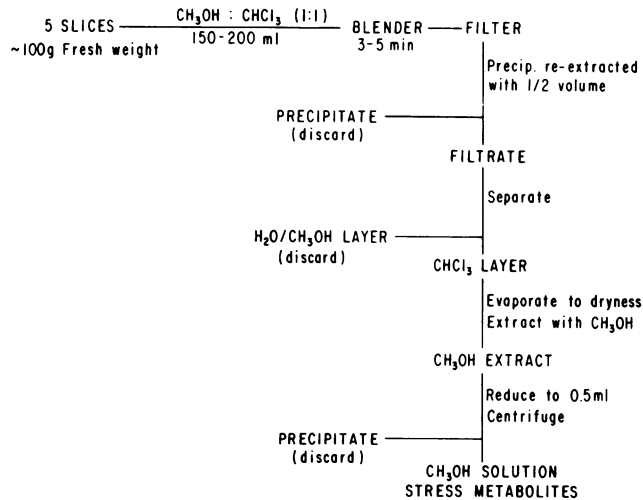 5 SLICES
~100g Fresh weight
CH₃OH : CHCl₃ (1:1)
150-200 ml
BLENDER
3-5 min
FILTER
Precip. re-extracted
with 1/2 volume
PRECIPITATE
(discard)
FILTRATE
Separate
H₂O/CH₃OH LAYER
(discard)
CHCl₃ LAYER
Evaporate to dryness
Extract with CH₃OH
CH₃OH EXTRACT
Reduce to 0.5ml
Centrifuge
PRECIPITATE
(discard)
CH₃OH SOLUTION
STRESS METABOLITES